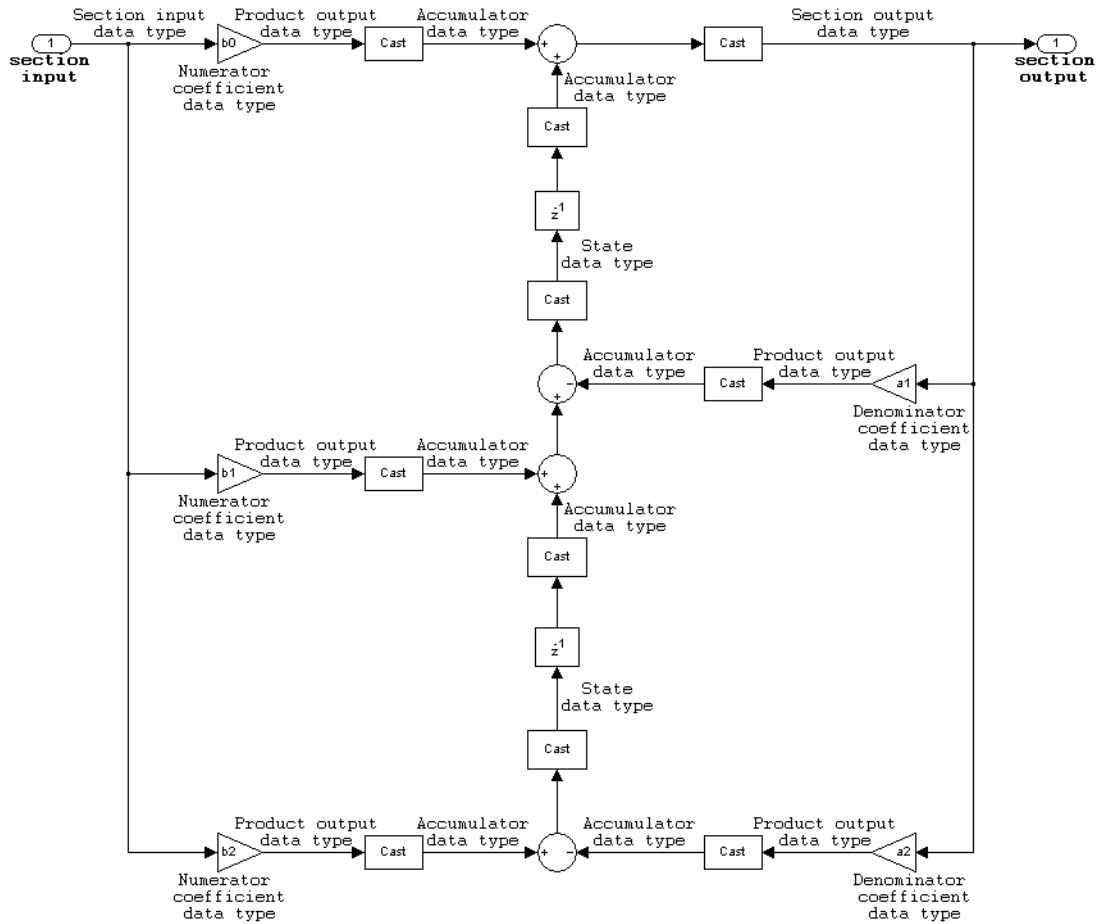 Section input
data type
Product output
data type
Accumulator
data type
Section output
data type
1
section
input
b0
Cast
+
+
Cast
1
section
output
Numerator
coefficient
data type
Accumulator
data type
Cast
z-1
State
data type
Cast
Accumulator
data type
Product output
data type
-
+
Cast
a1
Denominator
coefficient
data type
Product output
data type
Accumulator
data type
b1
Cast
+
+
Numerator
coefficient
data type
Accumulator
data type
Cast
z-1
State
data type
Cast
Product output
data type
Accumulator
data type
Accumulator
data type
Product output
data type
b2
Cast
+
-
Cast
a2
Numerator
coefficient
data type
Denominator
coefficient
data type